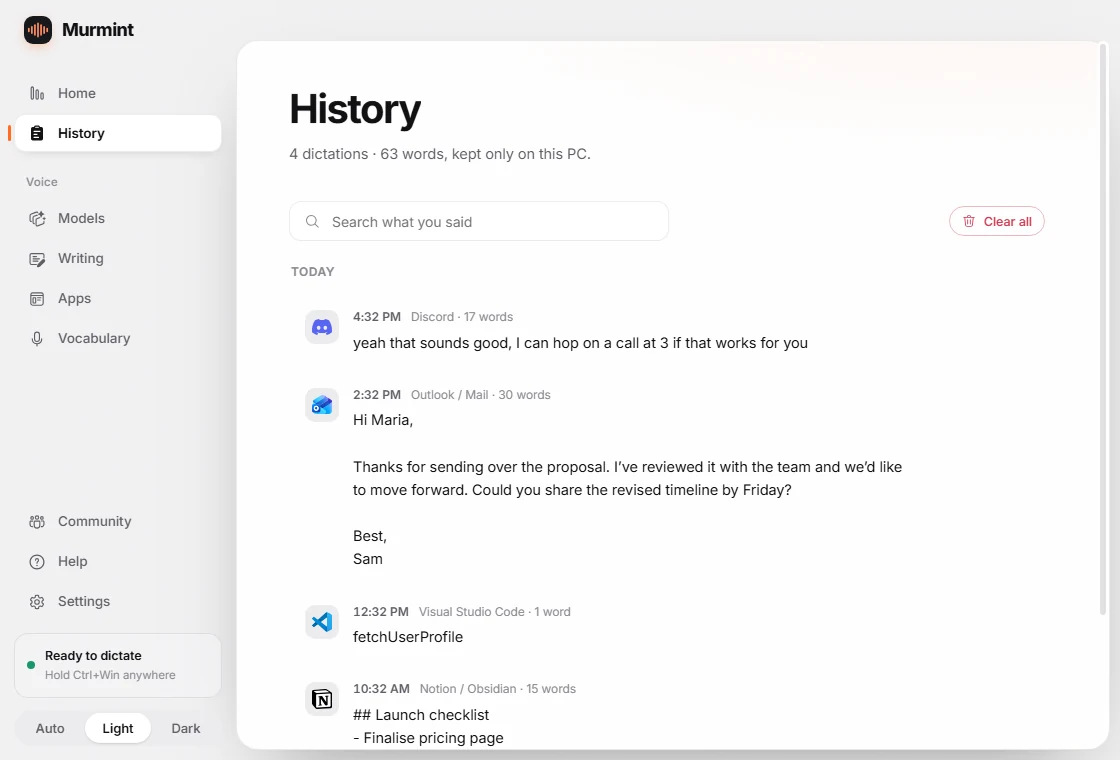 Murmint
Home
History
Voice
Models
Writing
Apps
Vocabulary
Community
Help
Settings
Ready to dictate
Hold Ctrl+Win anywhere
Auto
Light
Dark
History
4 dictations · 63 words, kept only on this PC.
Search what you said
Clear all
TODAY
4:32 PM Discord · 17 words
yeah that sounds good, I can hop on a call at 3 if that works for you
2:32 PM Outlook / Mail · 30 words
Hi Maria,
Thanks for sending over the proposal. I’ve reviewed it with the team and we’d like
to move forward. Could you share the revised timeline by Friday?
Best,
Sam
12:32 PM Visual Studio Code · 1 word
fetchUserProfile
10:32 AM Notion / Obsidian · 15 words
## Launch checklist
- Finalise pricing page